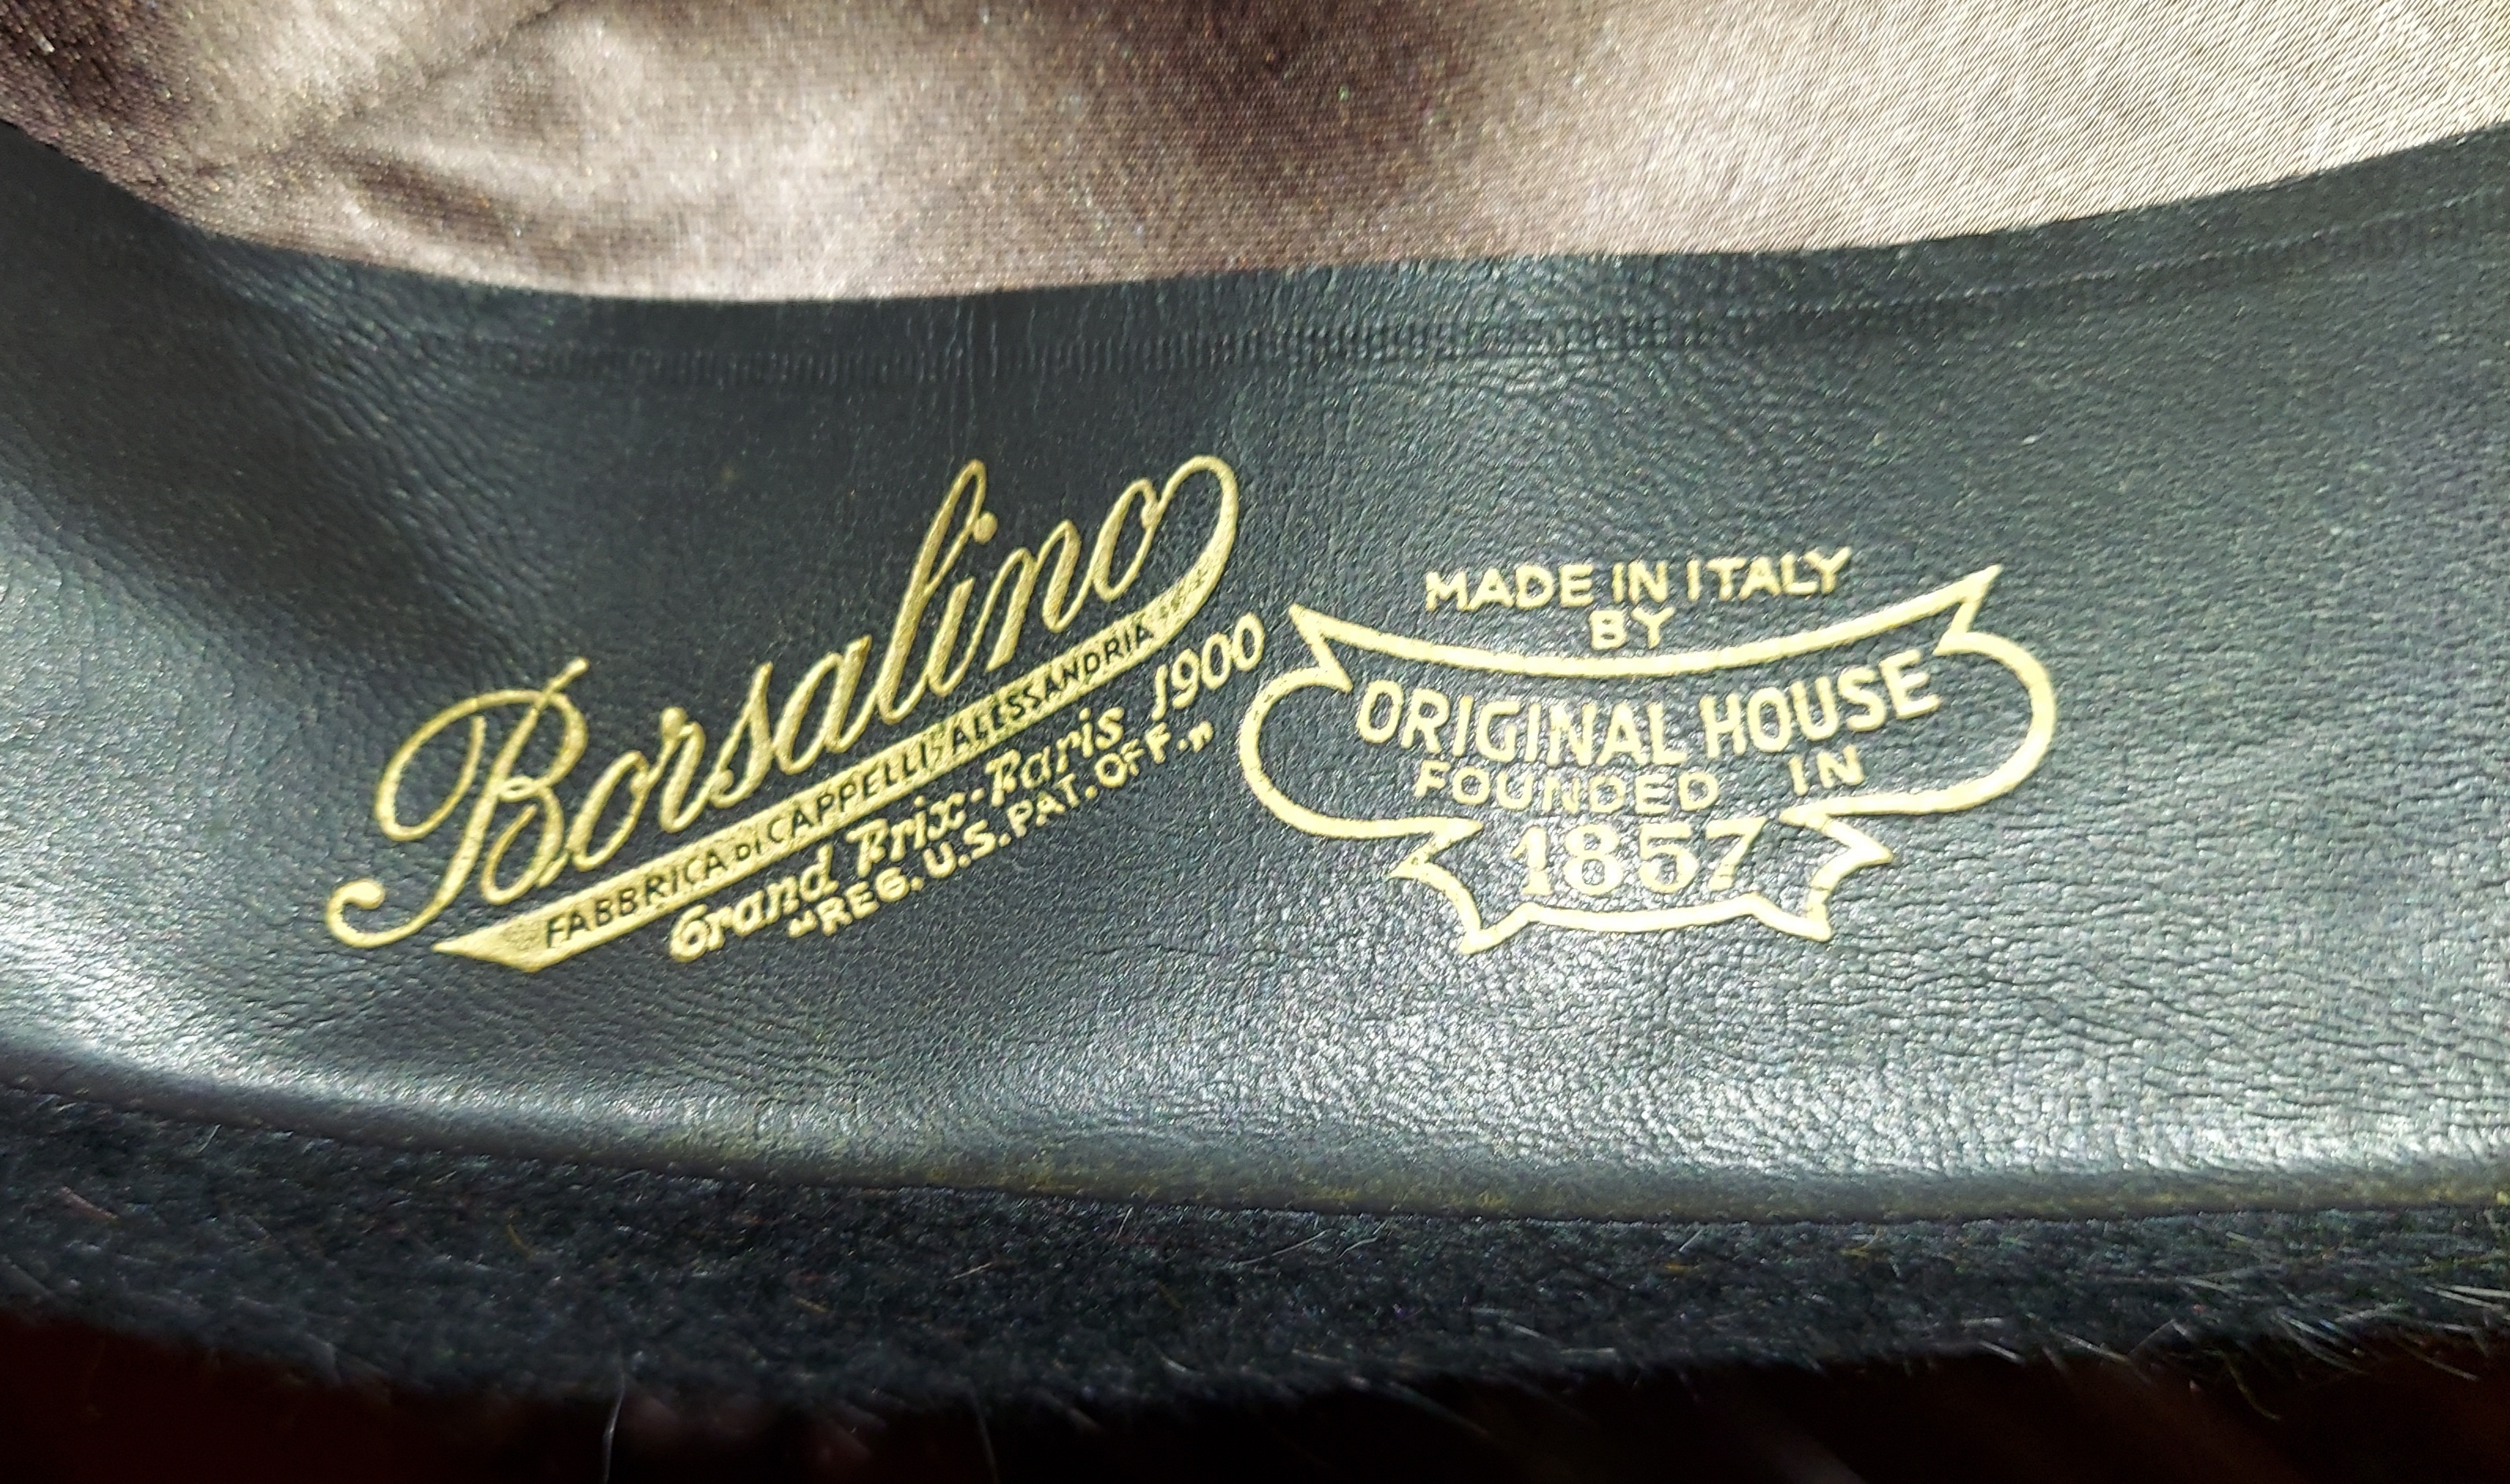 Borsalino
FABBRICA DI CAPPELLI ALESSANDRIA
Grand Prix-Paris 1900
"REG. U.S. PAT. OFF."
MADE IN ITALY
BY
ORIGINAL HOUSE
FOUNDED IN
1857